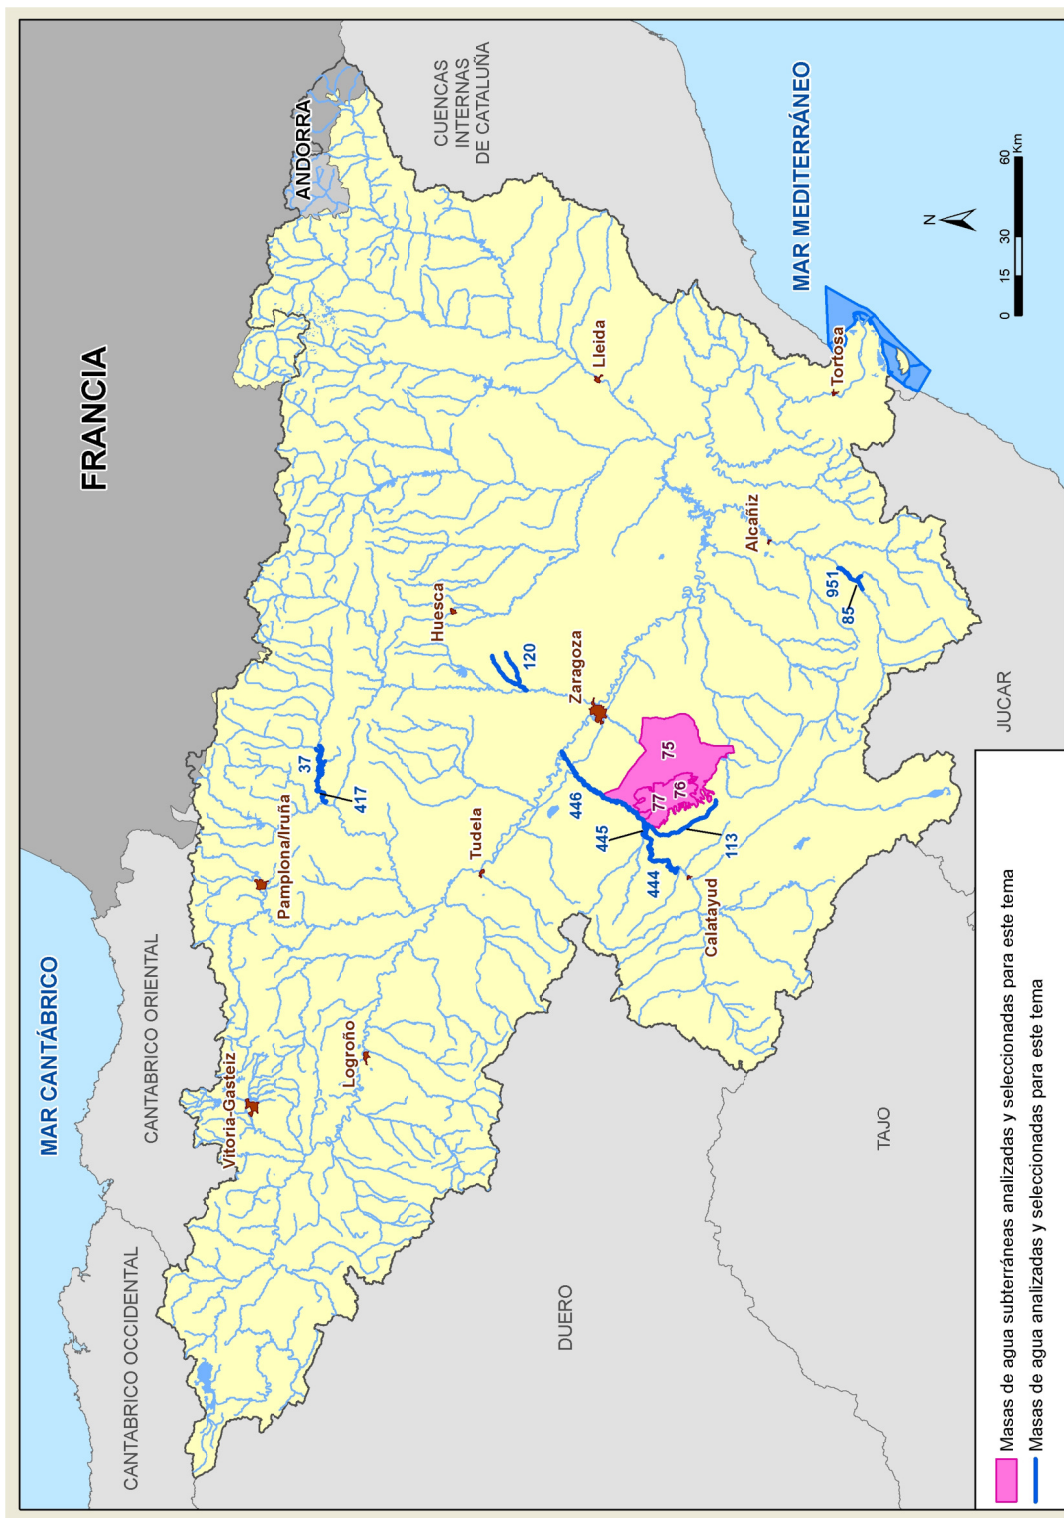 MAR CANTÁBRICO
FRANCIA
ANDORRA
CANTABRICO OCCIDENTAL
CANTABRICO ORIENTAL
CUENCAS
INTERNAS
DE CATALUÑA
Vitoria-Gasteiz
Pamplona/Iruña
37
417
Logroño
Huesca
Tudela
120
Lleida
Zaragoza
446
445
444
77
76
75
113
Calatayud
Alcañiz
MAR MEDITERRÁNEO
Tortosa
951
85
DUERO
TAJO
JUCAR
N
0
15
30
60
Km
Masas de agua subterráneas analizadas y seleccionadas para este tema
Masas de agua analizadas y seleccionadas para este tema